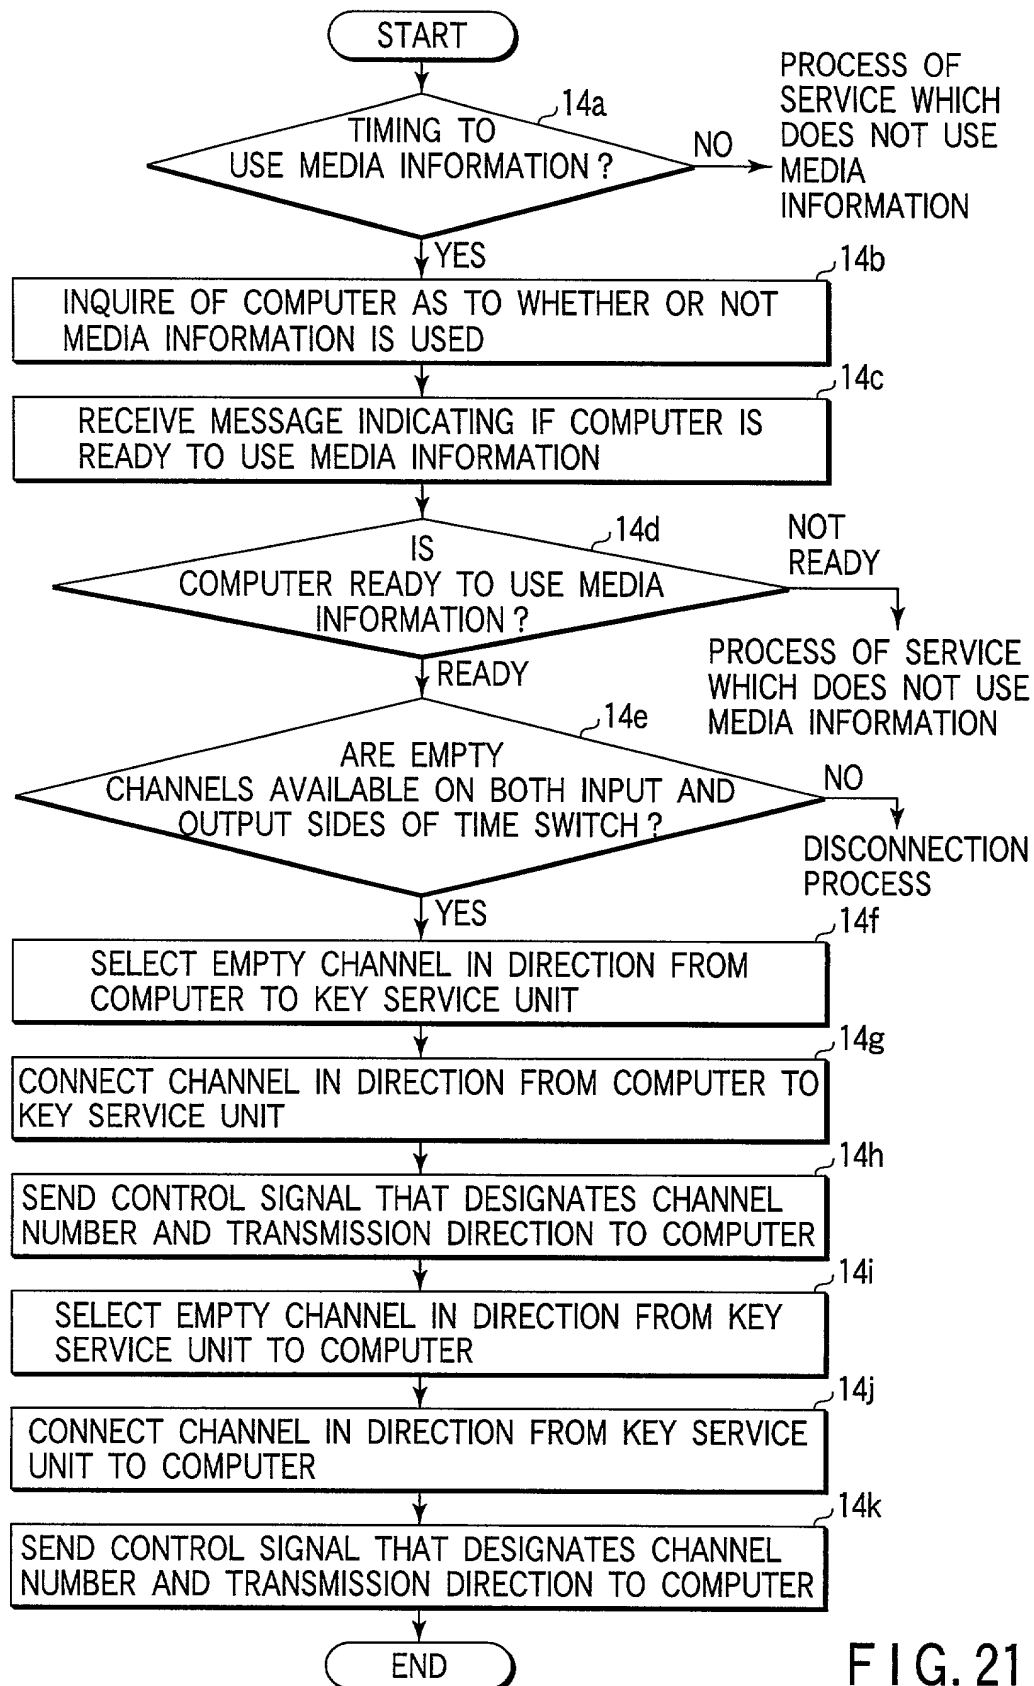 START
14a
TIMING TO
USE MEDIA INFORMATION?
NO
PROCESS OF
SERVICE WHICH
DOES NOT USE
MEDIA
INFORMATION
YES
14b
INQUIRE OF COMPUTER AS TO WHETHER OR NOT
MEDIA INFORMATION IS USED
14c
RECEIVE MESSAGE INDICATING IF COMPUTER IS
READY TO USE MEDIA INFORMATION
14d
IS
COMPUTER READY TO USE MEDIA
INFORMATION?
NOT
READY
PROCESS OF SERVICE
WHICH DOES NOT USE
MEDIA INFORMATION
READY
14e
ARE EMPTY
CHANNELS AVAILABLE ON BOTH INPUT AND
OUTPUT SIDES OF TIME SWITCH?
NO
DISCONNECTION
PROCESS
YES
14f
SELECT EMPTY CHANNEL IN DIRECTION FROM
COMPUTER TO KEY SERVICE UNIT
14g
CONNECT CHANNEL IN DIRECTION FROM COMPUTER TO
KEY SERVICE UNIT
14h
SEND CONTROL SIGNAL THAT DESIGNATES CHANNEL
NUMBER AND TRANSMISSION DIRECTION TO COMPUTER
14i
SELECT EMPTY CHANNEL IN DIRECTION FROM KEY
SERVICE UNIT TO COMPUTER
14j
CONNECT CHANNEL IN DIRECTION FROM KEY SERVICE
UNIT TO COMPUTER
14k
SEND CONTROL SIGNAL THAT DESIGNATES CHANNEL
NUMBER AND TRANSMISSION DIRECTION TO COMPUTER
END
FIG. 21